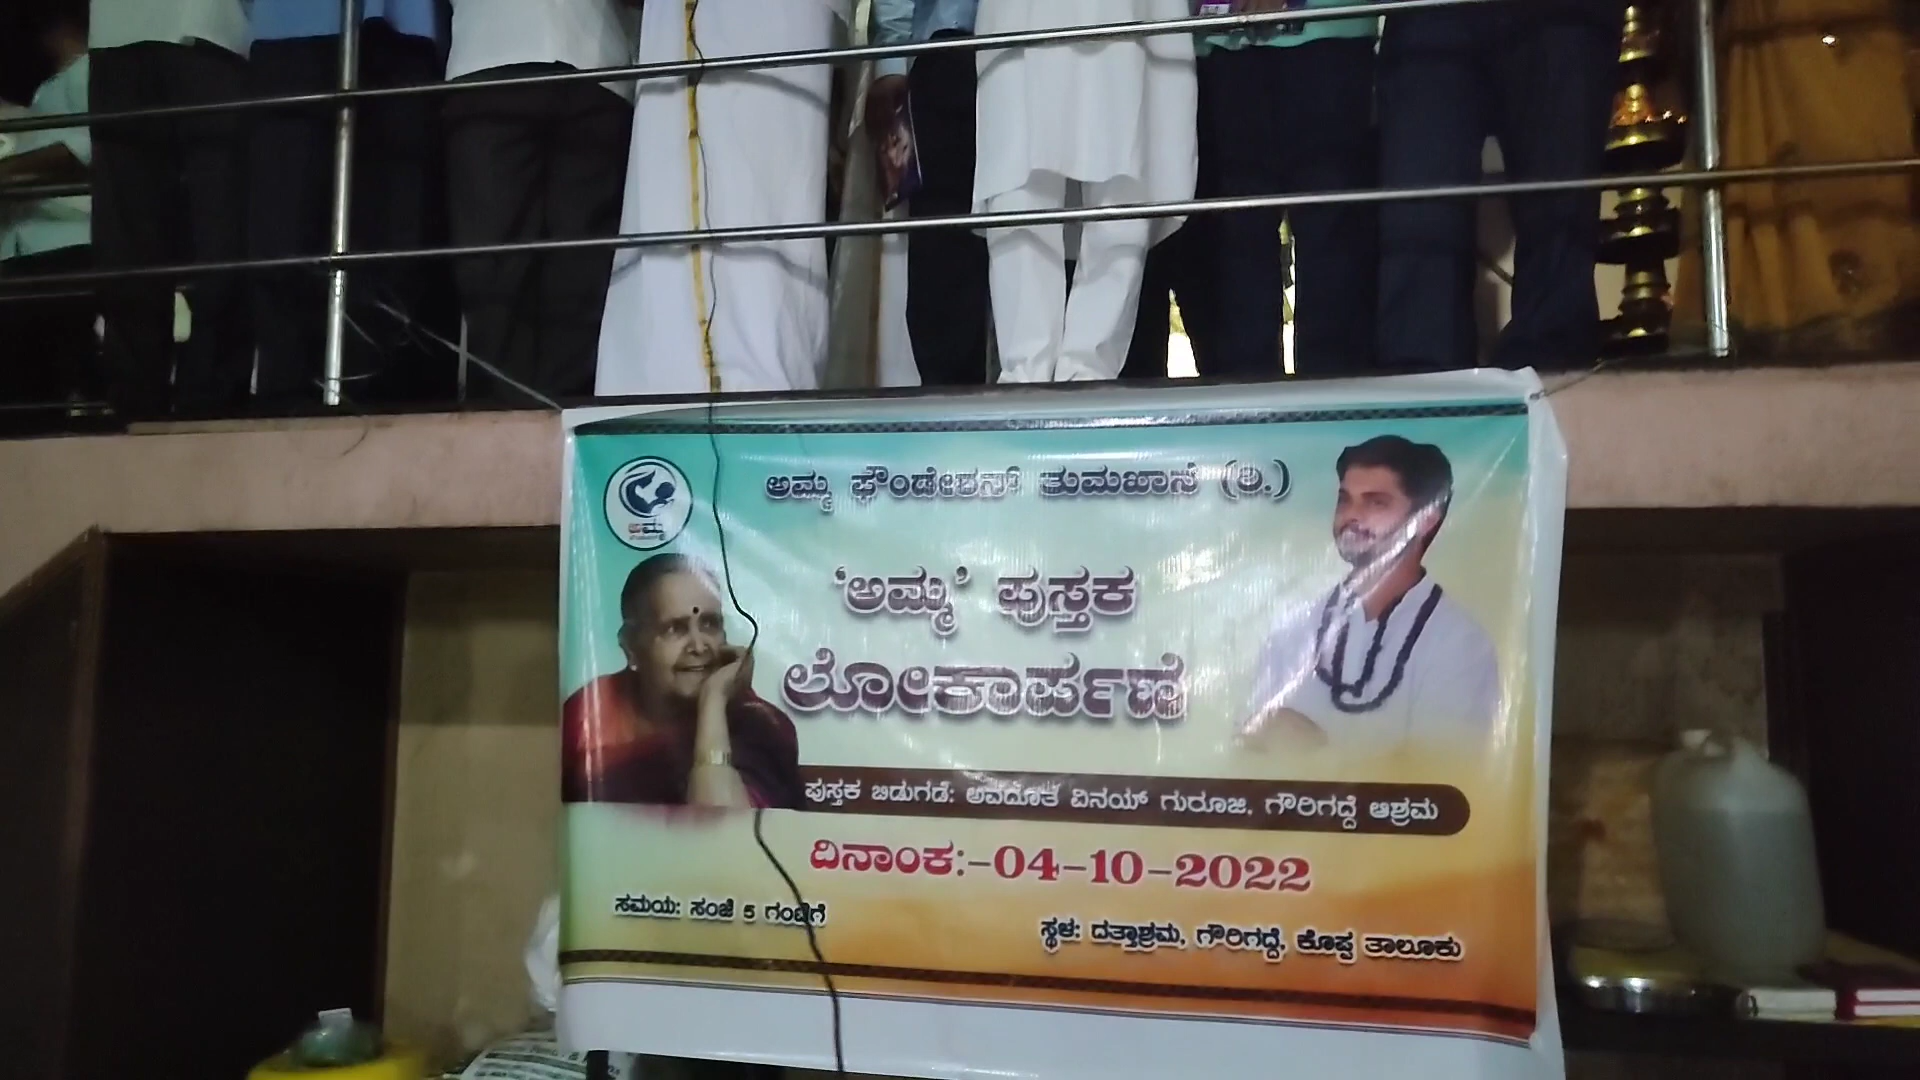 ಅಮ್ಮ ಫೌಂಡೇಶನ್ ತುಮಖಾನೆ (ರಿ.)
ಅಮ್ಮ
'ಅಮ್ಮ' ಪುಸ್ತಕ
ಲೋಕಾರ್ಪಣೆ
ಪುಸ್ತಕ ಬಿಡುಗಡೆ: ಅವದೂತ ವಿನಯ್ ಗುರೂಜಿ, ಗೌರಿಗದ್ದೆ ಆಶ್ರಮ
ದಿನಾಂಕ:-04-10-2022
ಸಮಯ: ಸಂಜೆ 5 ಗಂಟೆಗೆ
ಸ್ಥಳ: ದತ್ತಾಶ್ರಮ, ಗೌರಿಗದ್ದೆ, ಕೊಪ್ಪ ತಾಲೂಕು